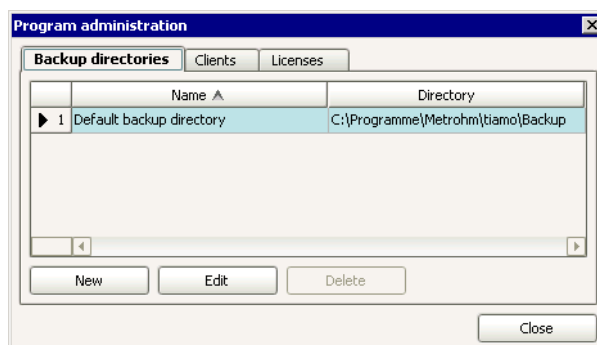 Program administration
Backup directories Clients Licenses
Name Directory
1 Default backup directory C:\Programme\Metrohm\tiamo\Backup
New Edit Delete
Close